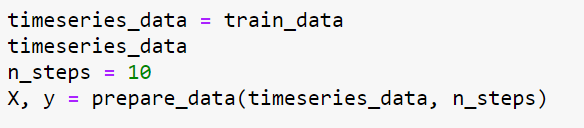 timeseries_data = train_data
timeseries_data
n_steps = 10
X, y = prepare_data(timeseries_data, n_steps)